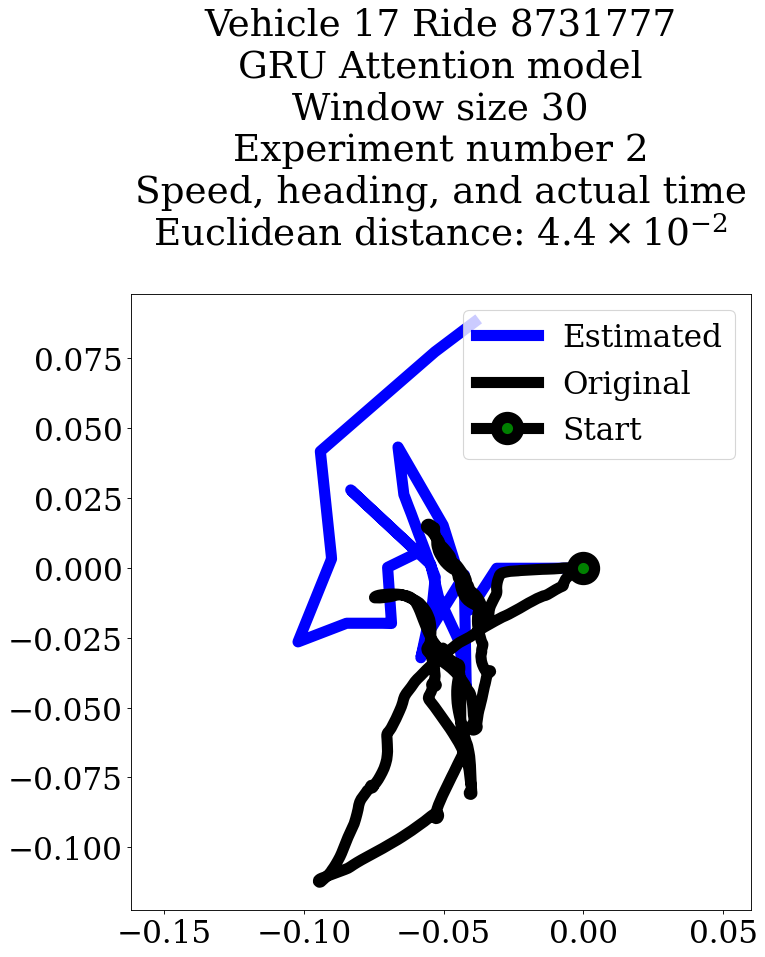 Vehicle 17 Ride 8731777
GRU Attention model
Window size 30
Experiment number 2
Speed, heading, and actual time
Euclidean distance: 4.4 × 10⁻²
Estimated
Original
Start
0.075
0.050
0.025
0.000
−0.025
−0.050
−0.075
−0.100
−0.15 −0.10 −0.05 0.00 0.05